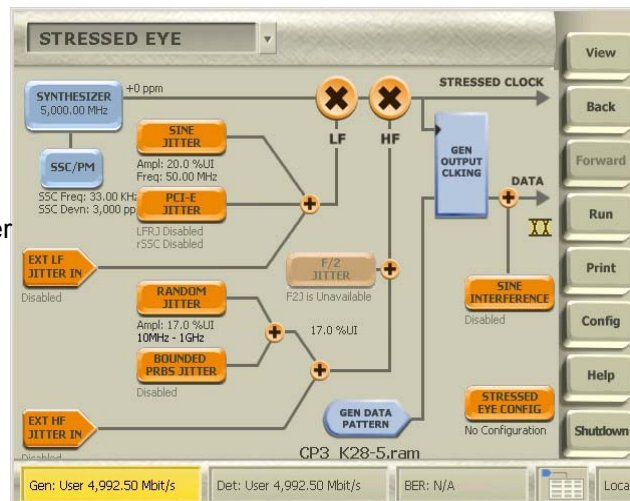 STRESSED EYE
View
SYNTHESIZER
5,000.00 MHz
+0 ppm
STRESSED CLOCK
Back
SINE
JITTER
LF
HF
SSC/PM
Ampl: 20.0 %UI
Freq: 50.00 MHz
GEN
OUTPUT
CLKING
Forward
SSC Freq: 33.00 KHz
SSC Devn: 3,000 pp
PCI-E
JITTER
DATA
LFRJ Disabled
rSSC Disabled
Run
er
EXT LF
JITTER IN
Disabled
F/2
JITTER
F2J is Unavailable
Print
RANDOM
JITTER
SINE
INTERFERENCE
Disabled
Ampl: 17.0 %UI
10MHz - 1GHz
17.0 %UI
Config
BOUNDED
PRBS JITTER
Disabled
Help
EXT HF
JITTER IN
Disabled
GEN DATA
PATTERN
STRESSED
EYE CONFIG
No Configuration
Shutdown
CP3_K28-5.ram
Gen: User 4,992.50 Mbit/s
Det: User 4,992.50 Mbit/s
BER: N/A
Loca